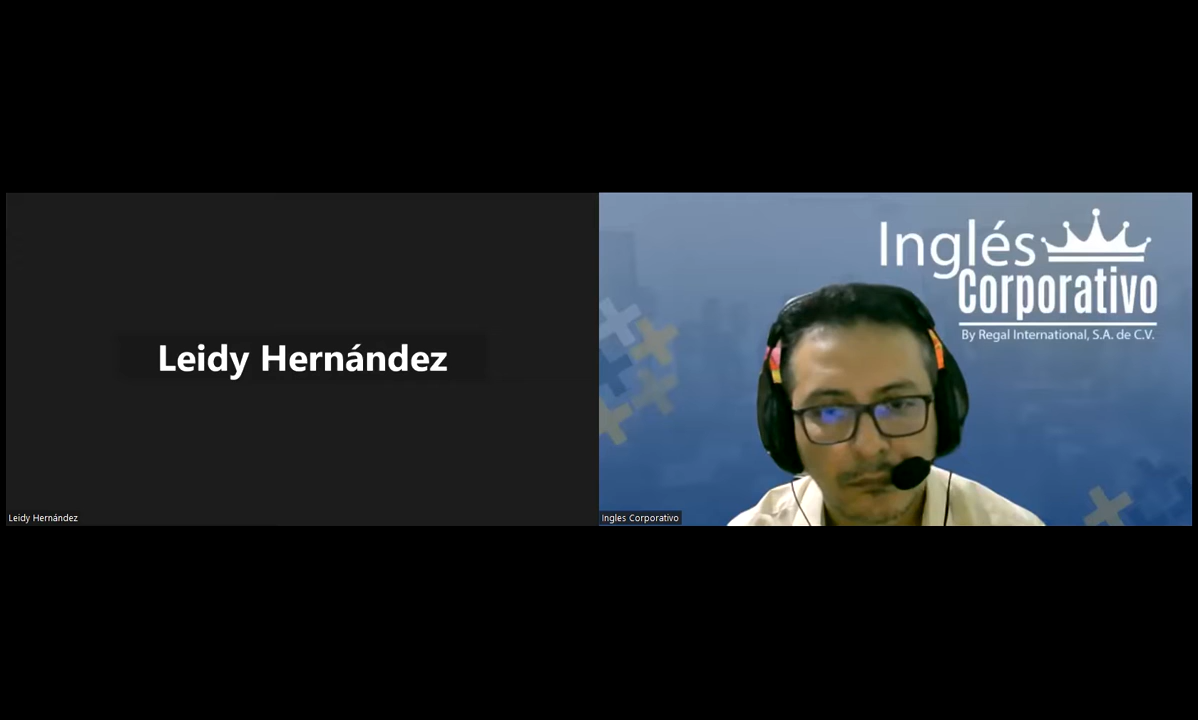 Leidy Hernández
Leidy Hernández
Inglés
Corporativo
By Regal International, S.A. de C.V.
Ingles Corporativo